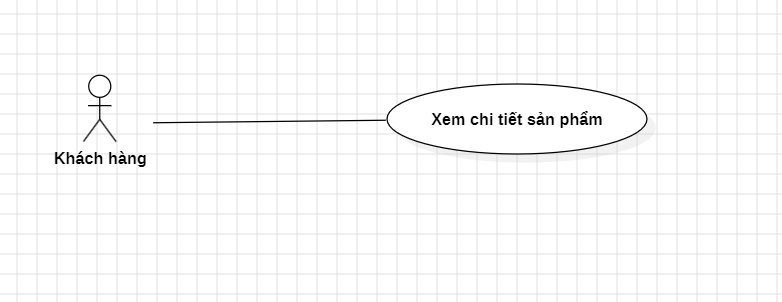 Xem chi tiết sản phẩm
Khách hàng